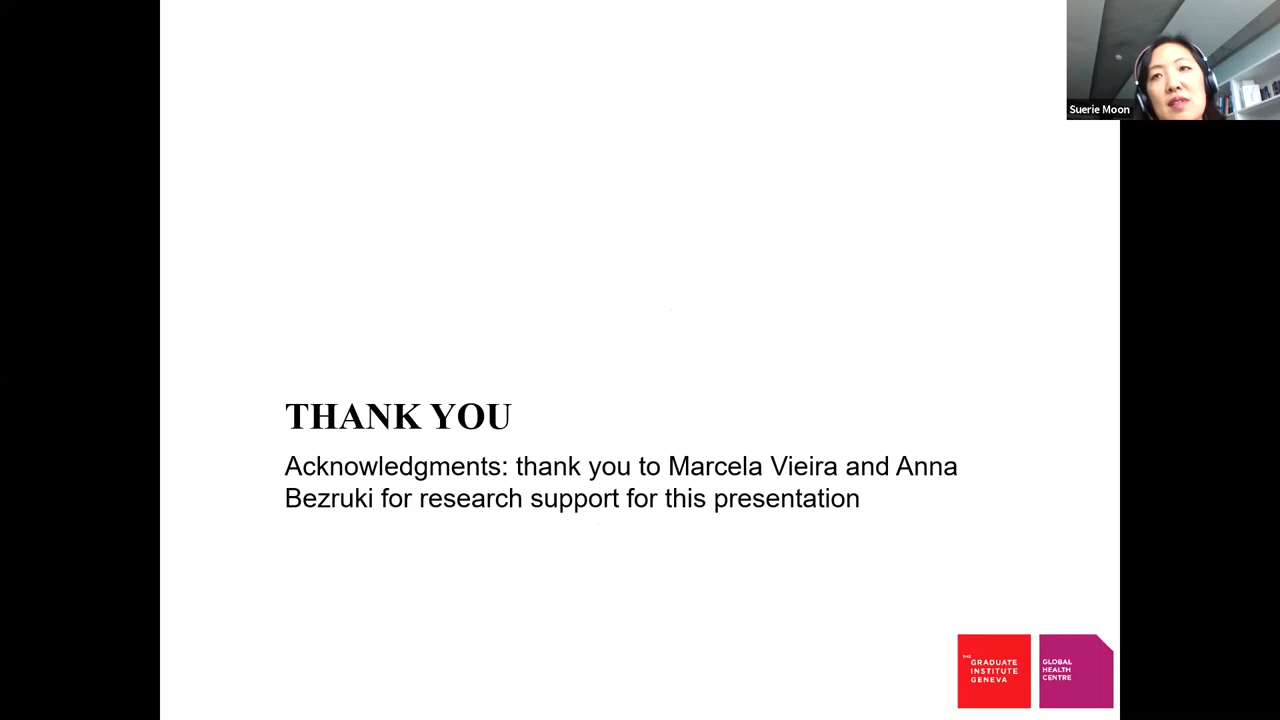 Suerie Moon
THANK YOU
Acknowledgments: thank you to Marcela Vieira and Anna
Bezruki for research support for this presentation
THE
GRADUATE
INSTITUTE
GENEVA
GLOBAL
HEALTH
CENTRE